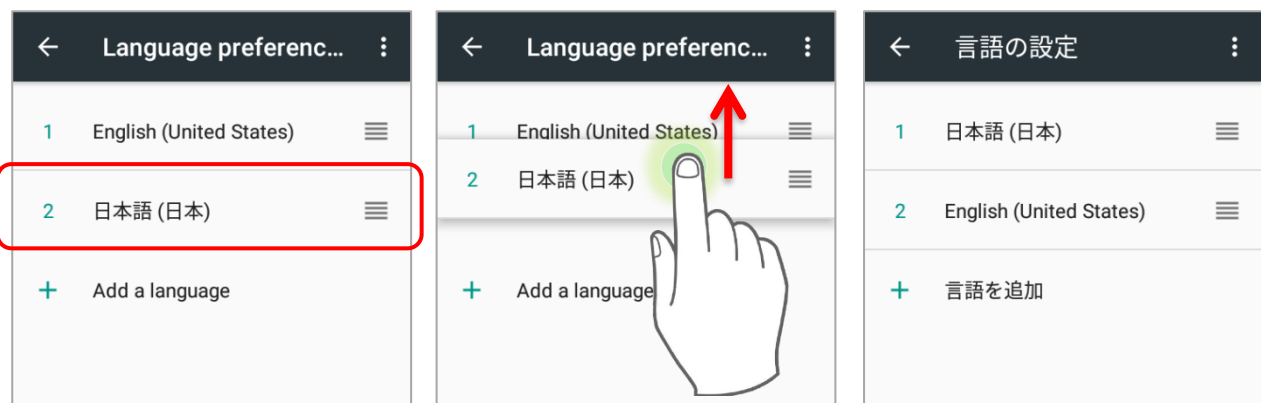 Language preferenc...
1 English (United States)
2 日本語 (日本)
+ Add a language
Language preferenc...
1 English (United States)
2 日本語 (日本)
+ Add a language
言語の設定
1 日本語 (日本)
2 English (United States)
+ 言語を追加